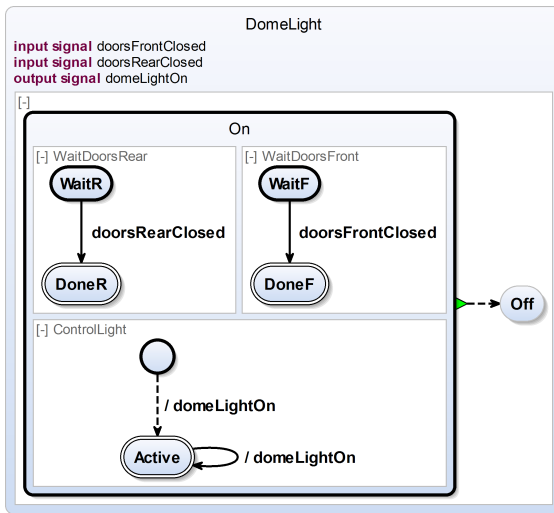 DomeLight
input signal doorsFrontClosed
input signal doorsRearClosed
output signal domeLightOn
[-]
On
[-] WaitDoorsRear
WaitR
doorsRearClosed
DoneR
[-] WaitDoorsFront
WaitF
doorsFrontClosed
DoneF
[-] ControlLight
/ domeLightOn
Active
/ domeLightOn
Off